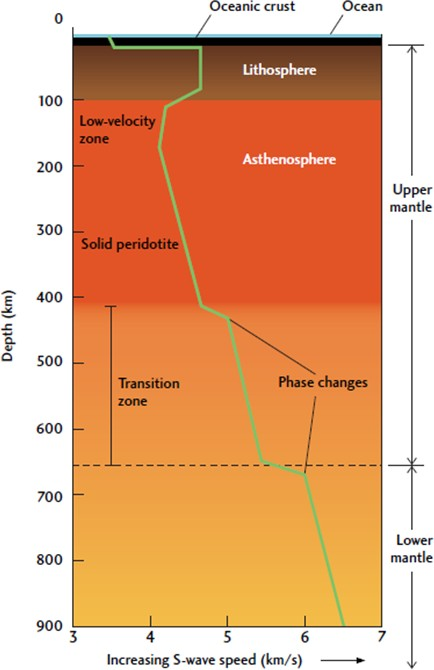 Oceanic crust
Ocean
0
Lithosphere
100
Low-velocity
zone
Asthenosphere
200
Upper
mantle
300
Solid peridotite
400
Depth (km)
500
Transition
zone
Phase changes
600
700
Lower
mantle
800
900
3
4
5
6
7
Increasing S-wave speed (km/s)